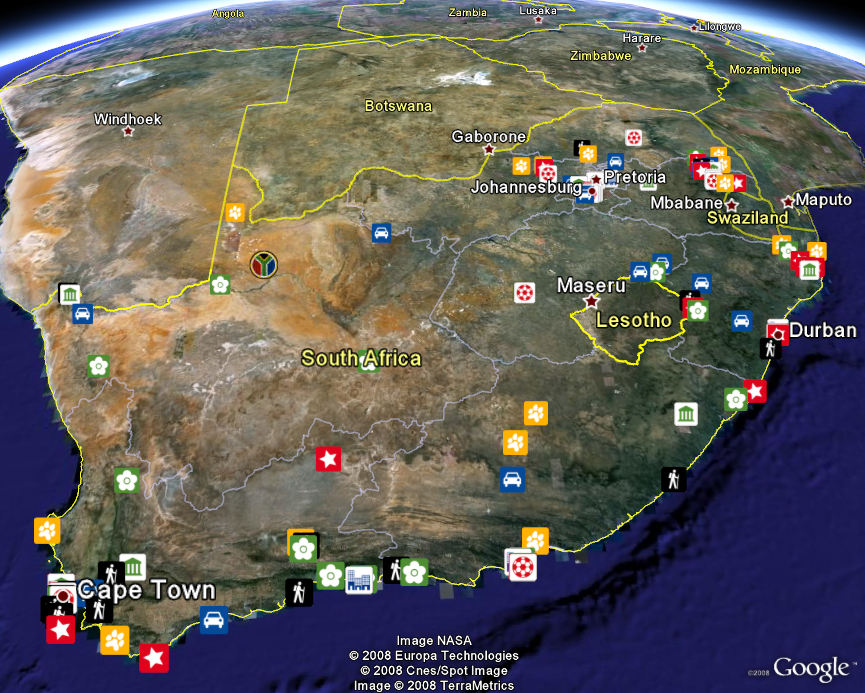 Angola
Zambia
Lusaka
Lilongwe
Harare
Zimbabwe
Mozambique
Botswana
Windhoek
Gaborone
Pretoria
Johannesburg
Mbabane
Maputo
Swaziland
Maseru
Lesotho
Durban
South Africa
Cape Town
Image NASA
© 2008 Europa Technologies
© 2008 Cnes/Spot Image
Image © 2008 TerraMetrics
©2008 Google™